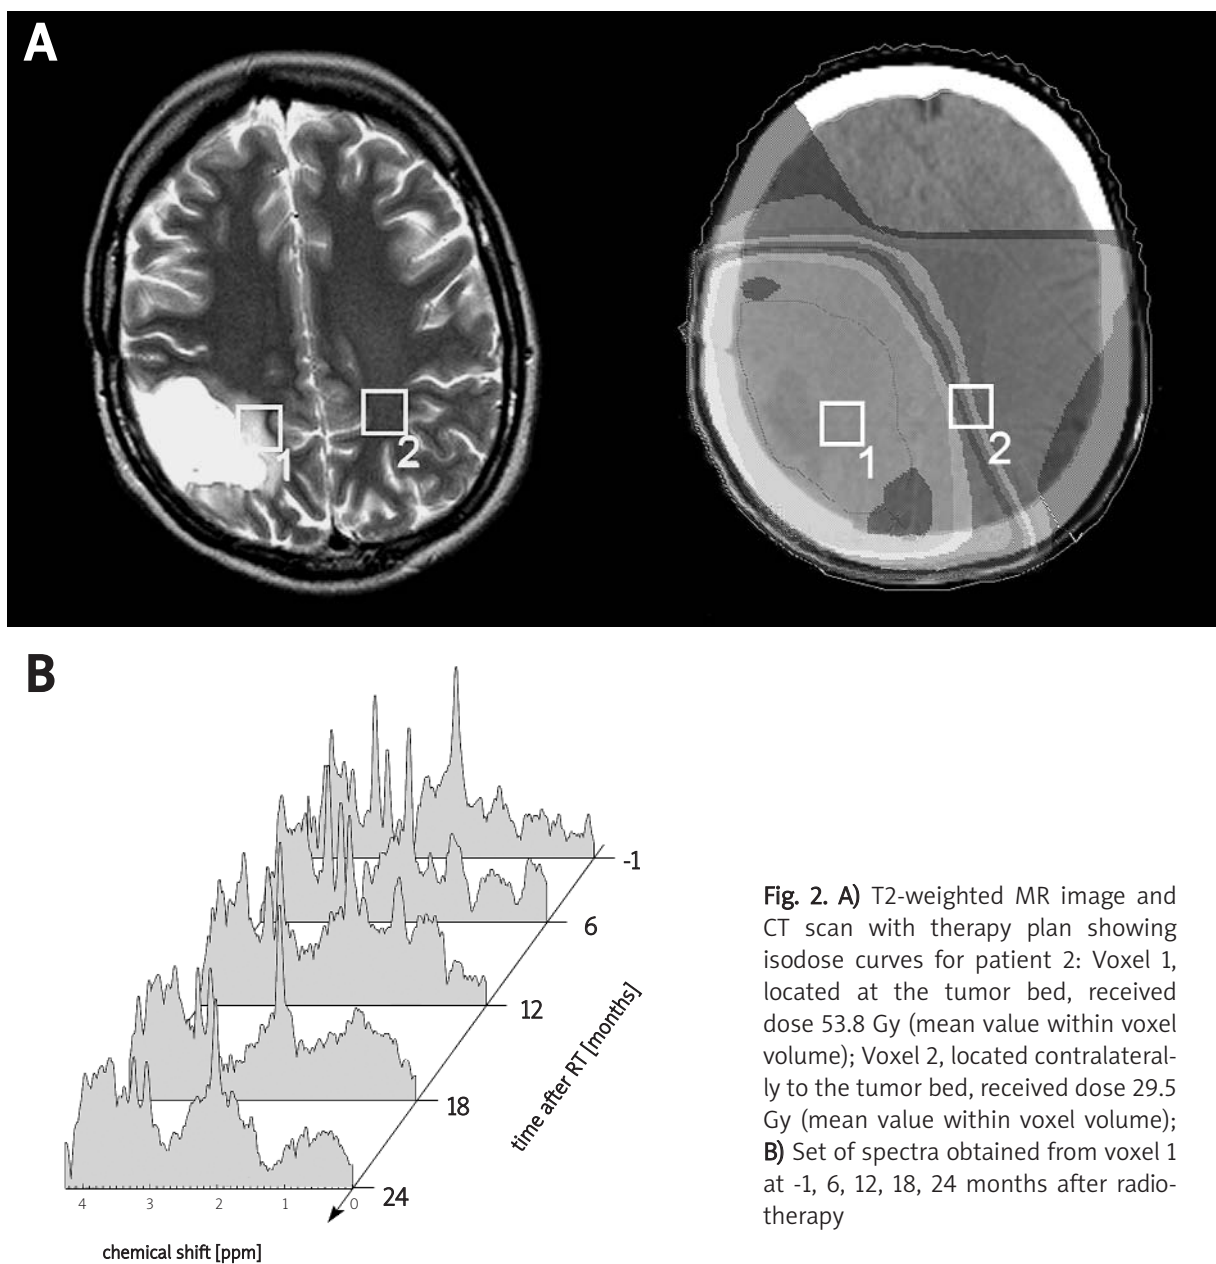 A
1
2
1
2
B
-1
6
12
18
24
time after RT [months]
4 3 2 1 0
chemical shift [ppm]
Fig. 2. A) T2-weighted MR image and
CT scan with therapy plan showing
isodose curves for patient 2: Voxel 1,
located at the tumor bed, received
dose 53.8 Gy (mean value within voxel
volume); Voxel 2, located contralateral-
ly to the tumor bed, received dose 29.5
Gy (mean value within voxel volume);
B) Set of spectra obtained from voxel 1
at -1, 6, 12, 18, 24 months after radio-
therapy